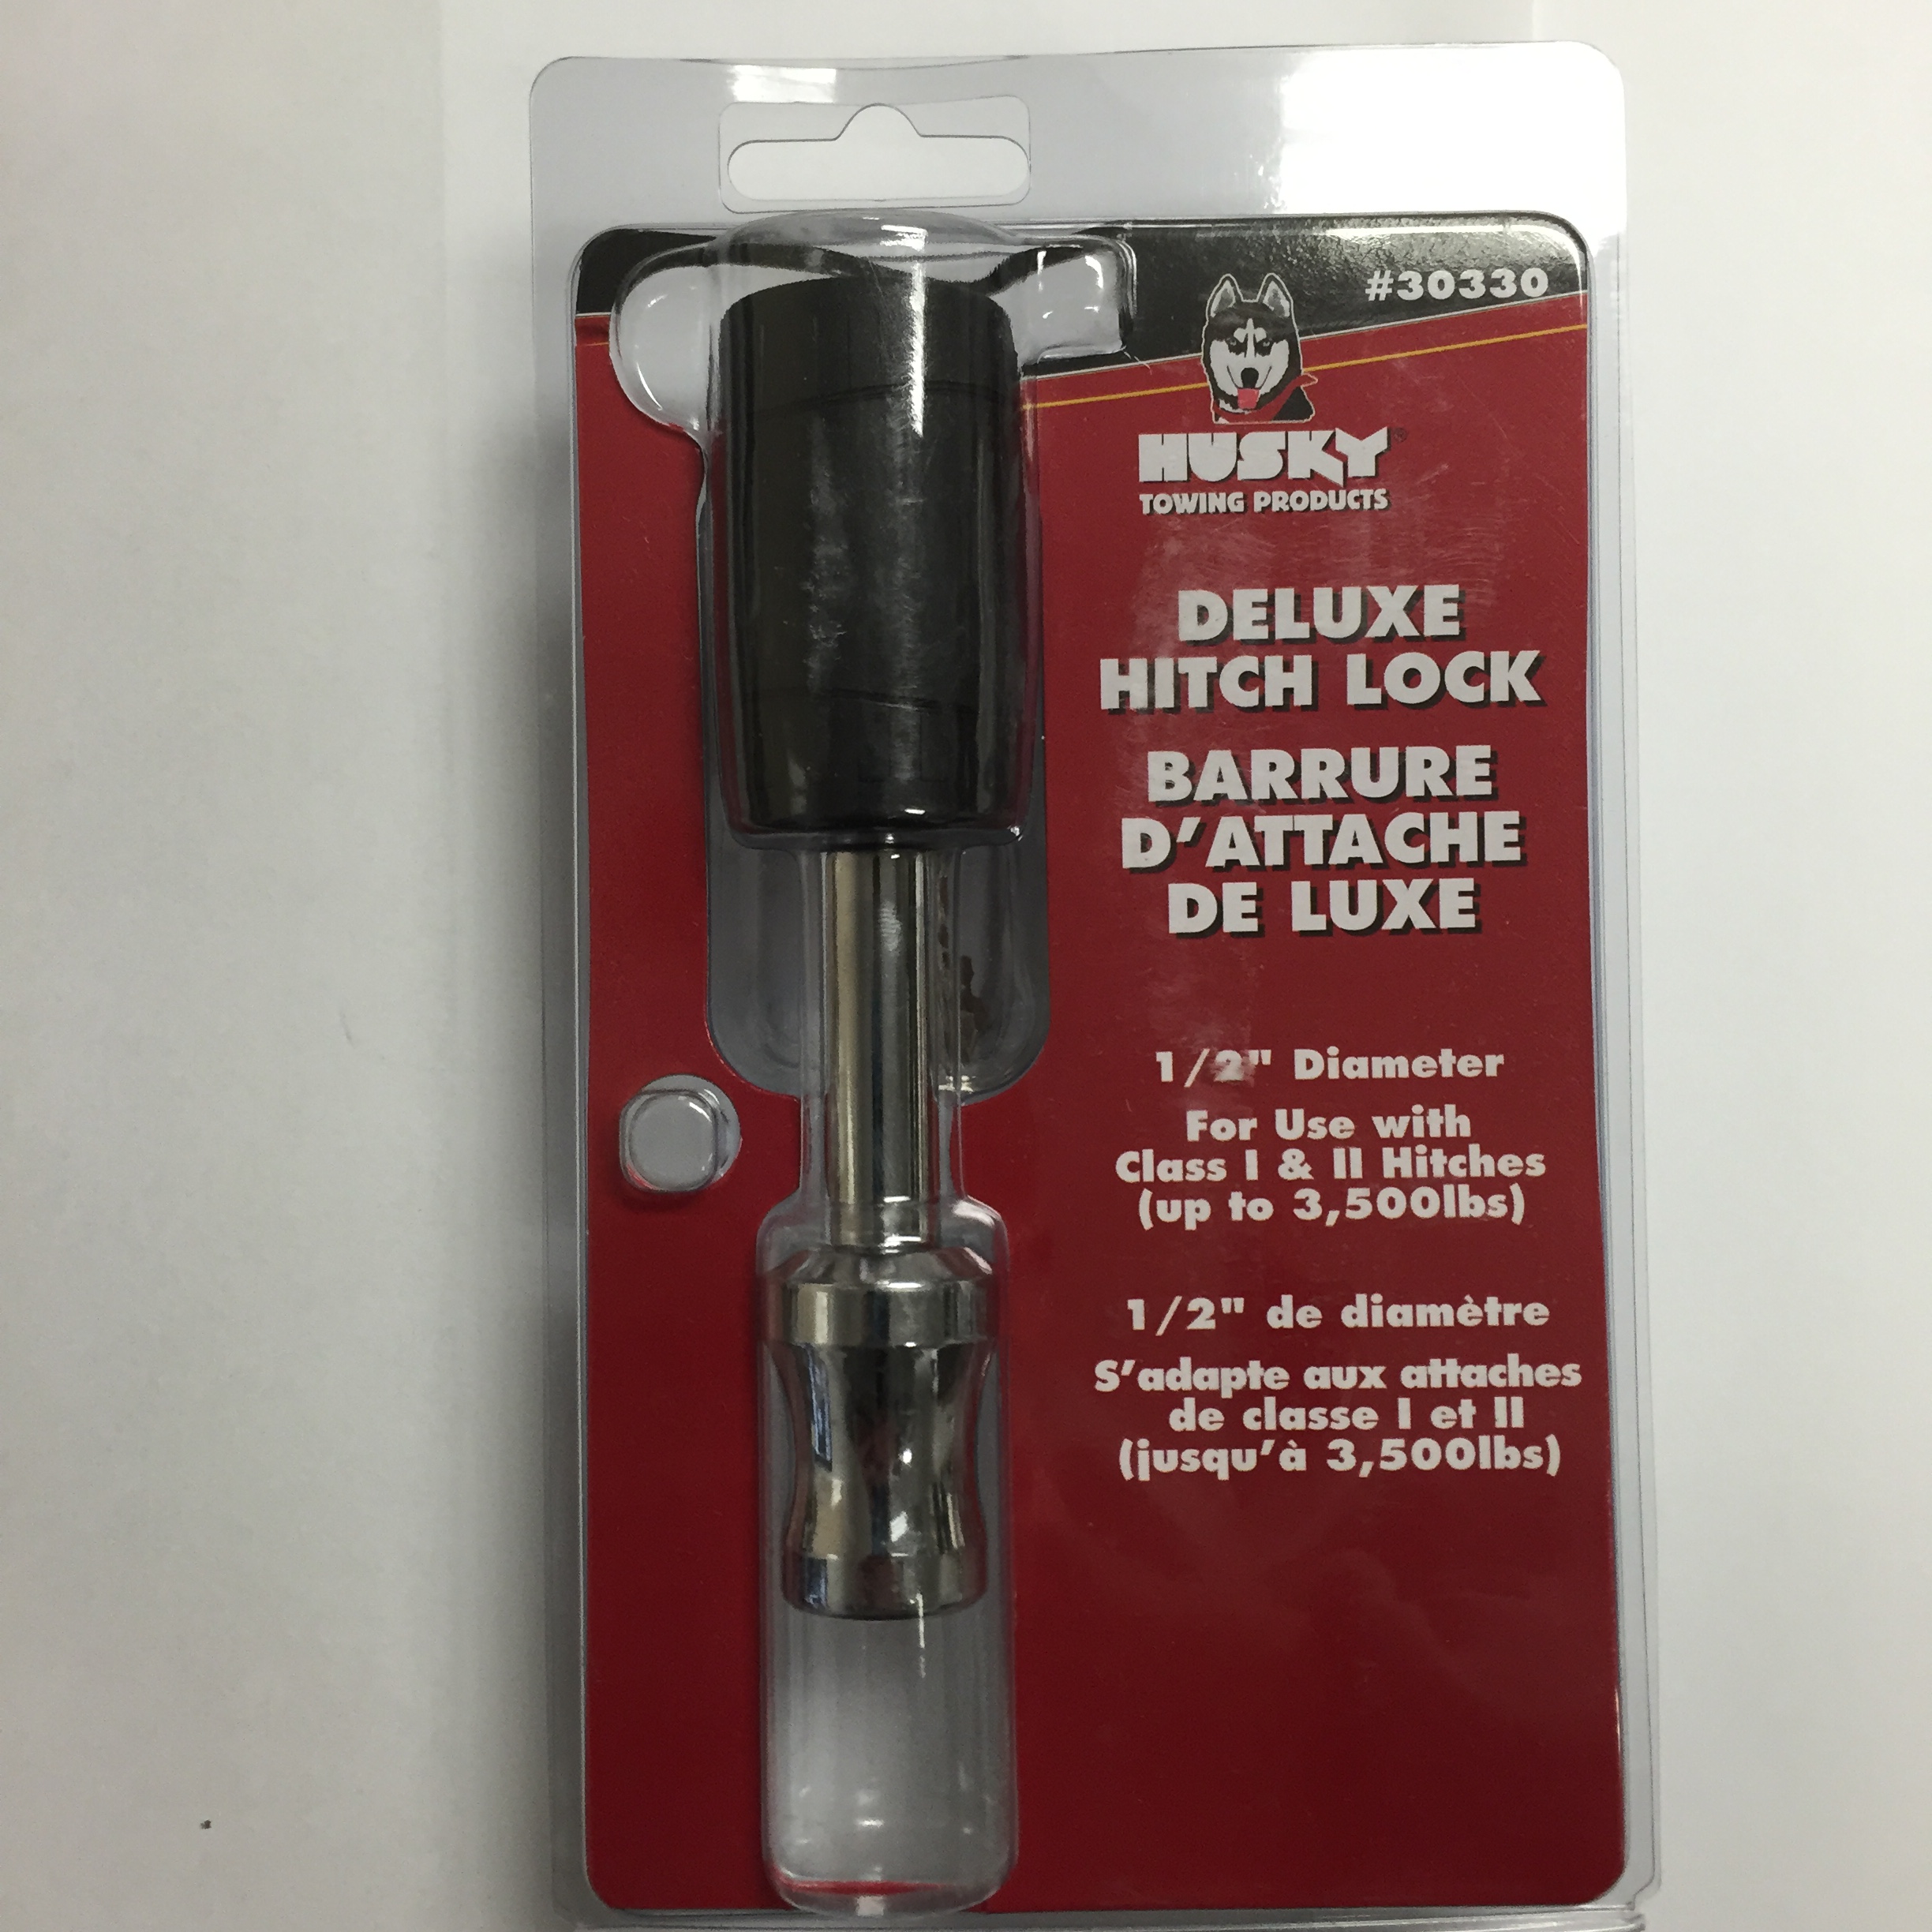 #30330
HUSKY®
TOWING PRODUCTS
DELUXE
HITCH LOCK
BARRURE
D'ATTACHE
DE LUXE
1/2" Diameter
For Use with
Class I & II Hitches
(up to 3,500lbs)
1/2" de diamètre
S'adapte aux attaches
de classe I et II
(jusqu'à 3,500lbs)